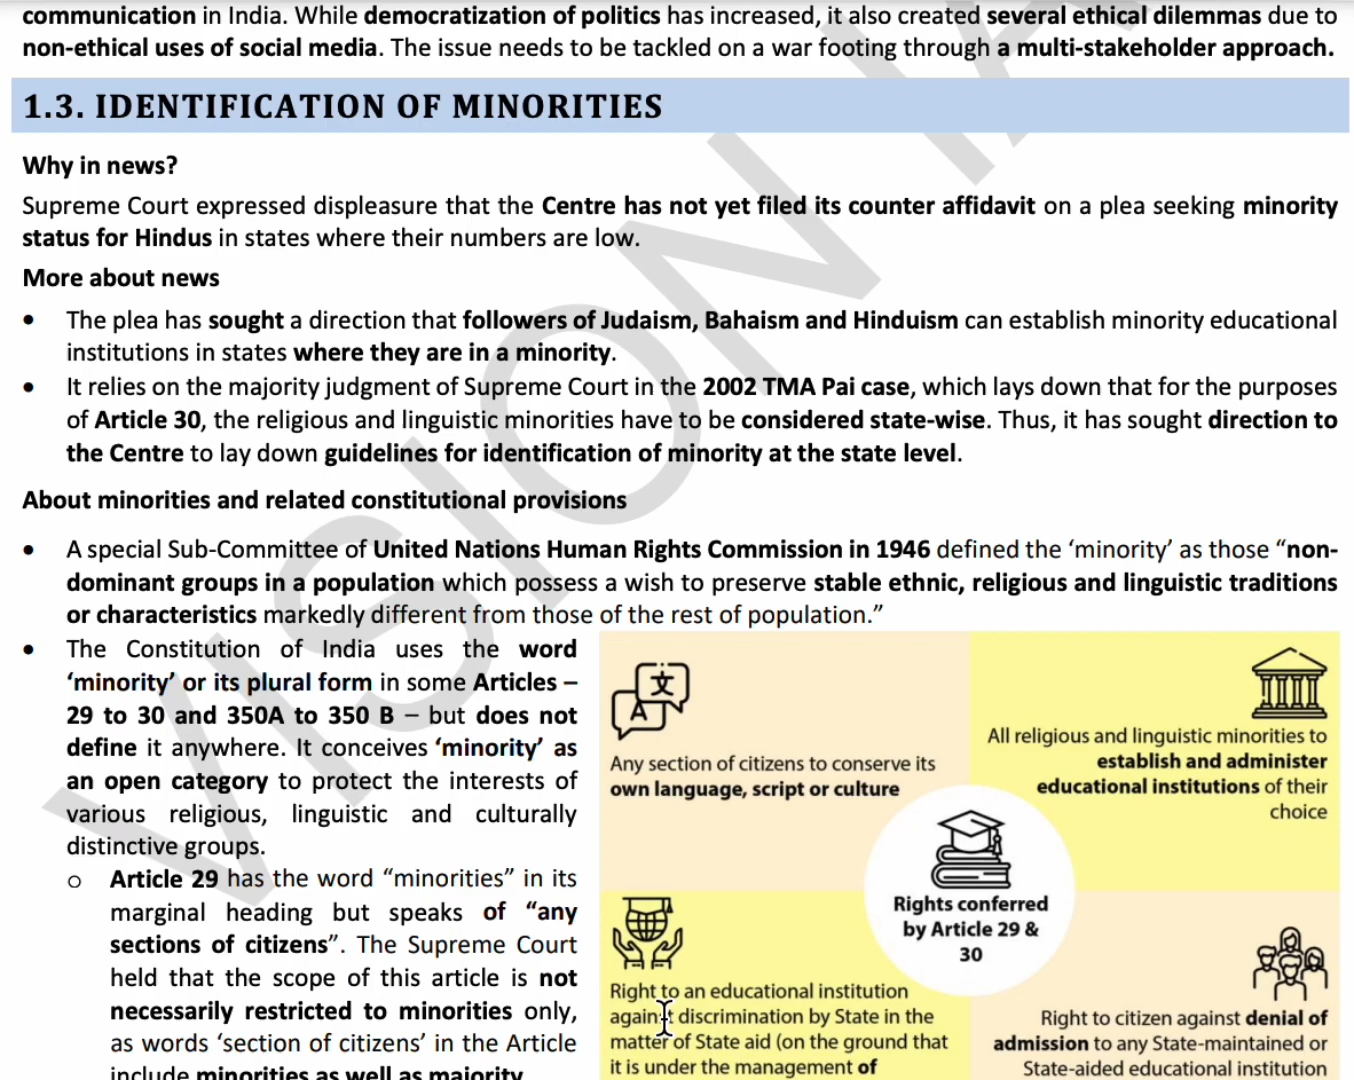 communication in India. While democratization of politics has increased, it also created several ethical dilemmas due to
non-ethical uses of social media. The issue needs to be tackled on a war footing through a multi-stakeholder approach.
1.3. IDENTIFICATION OF MINORITIES
Why in news?
Supreme Court expressed displeasure that the Centre has not yet filed its counter affidavit on a plea seeking minority
status for Hindus in states where their numbers are low.
More about news
• The plea has sought a direction that followers of Judaism, Bahaism and Hinduism can establish minority educational
institutions in states where they are in a minority.
• It relies on the majority judgment of Supreme Court in the 2002 TMA Pai case, which lays down that for the purposes
of Article 30, the religious and linguistic minorities have to be considered state-wise. Thus, it has sought direction to
the Centre to lay down guidelines for identification of minority at the state level.
About minorities and related constitutional provisions
• A special Sub-Committee of United Nations Human Rights Commission in 1946 defined the ‘minority’ as those “non-
dominant groups in a population which possess a wish to preserve stable ethnic, religious and linguistic traditions
or characteristics markedly different from those of the rest of population.”
• The Constitution of India uses the word
‘minority’ or its plural form in some Articles –
29 to 30 and 350A to 350 B – but does not
define it anywhere. It conceives ‘minority’ as
an open category to protect the interests of
various religious, linguistic and culturally
distinctive groups.
o Article 29 has the word “minorities” in its
marginal heading but speaks of “any
sections of citizens”. The Supreme Court
held that the scope of this article is not
necessarily restricted to minorities only,
as words ‘section of citizens’ in the Article
include minorities as well as majority.
文
A
Any section of citizens to conserve its
own language, script or culture
All religious and linguistic minorities to
establish and administer
educational institutions of their
choice
Rights conferred
by Article 29 &
30
Right to an educational institution
against discrimination by State in the
matter of State aid (on the ground that
it is under the management of
Right to citizen against denial of
admission to any State-maintained or
State-aided educational institution
VISION IA